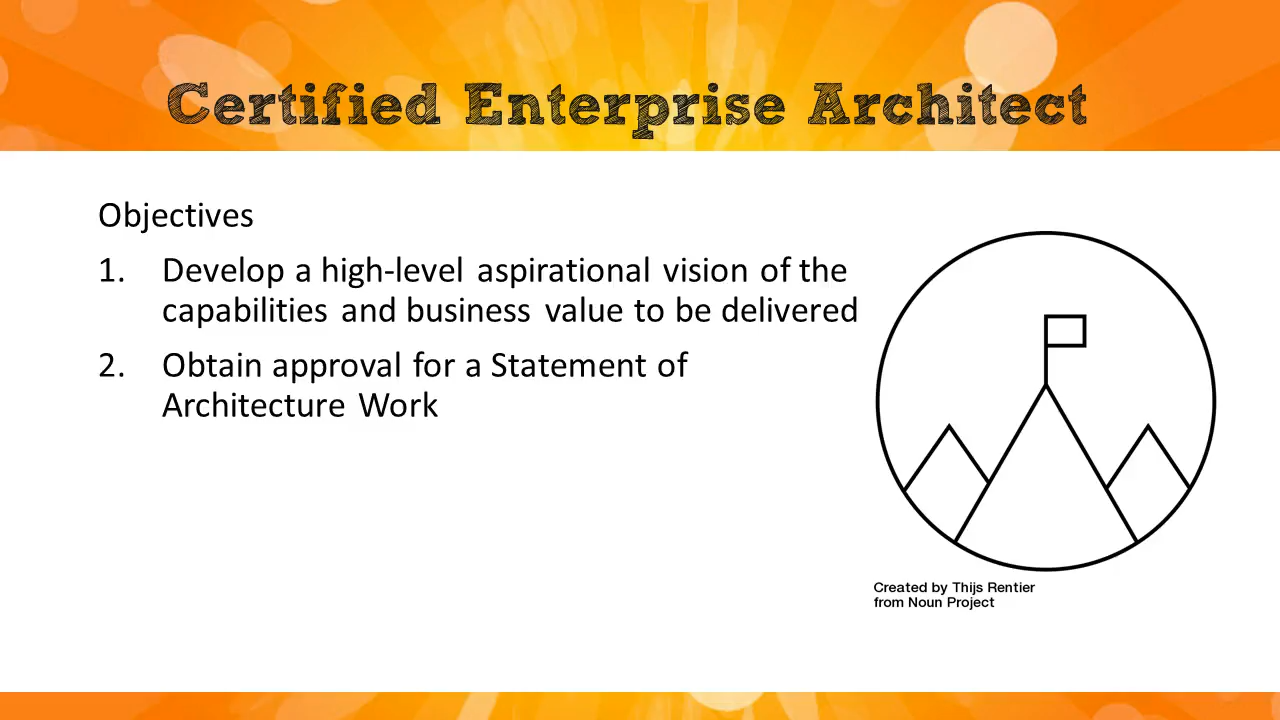 Certified Enterprise Architect
Objectives
1. Develop a high-level aspirational vision of the
capabilities and business value to be delivered
2. Obtain approval for a Statement of
Architecture Work
Created by Thijs Rentier
from Noun Project